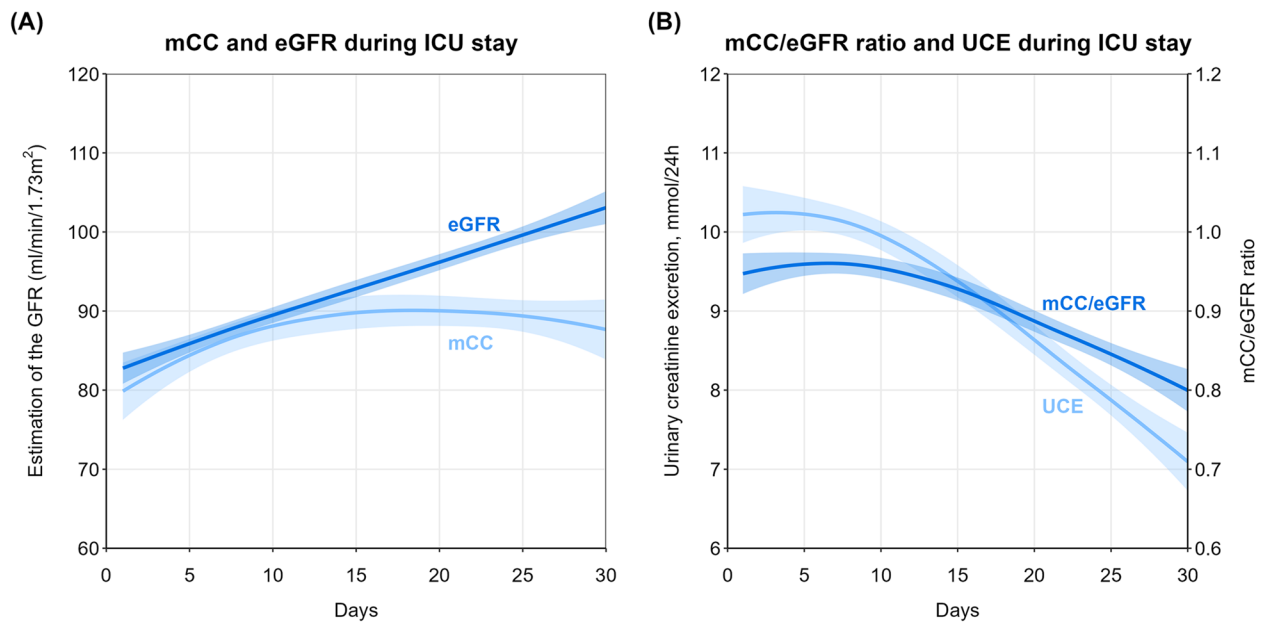 (A)
mCC and eGFR during ICU stay
Estimation of the GFR (ml/min/1.73m²)
120
110
100
90
80
70
60
eGFR
mCC
0 5 10 15 20 25 30
Days
(B)
mCC/eGFR ratio and UCE during ICU stay
Urinary creatinine excretion, mmol/24h
12
11
10
9
8
7
6
mCC/eGFR
UCE
1.2
1.1
1.0
0.9
0.8
0.7
0.6
mCC/eGFR ratio
0 5 10 15 20 25 30
Days